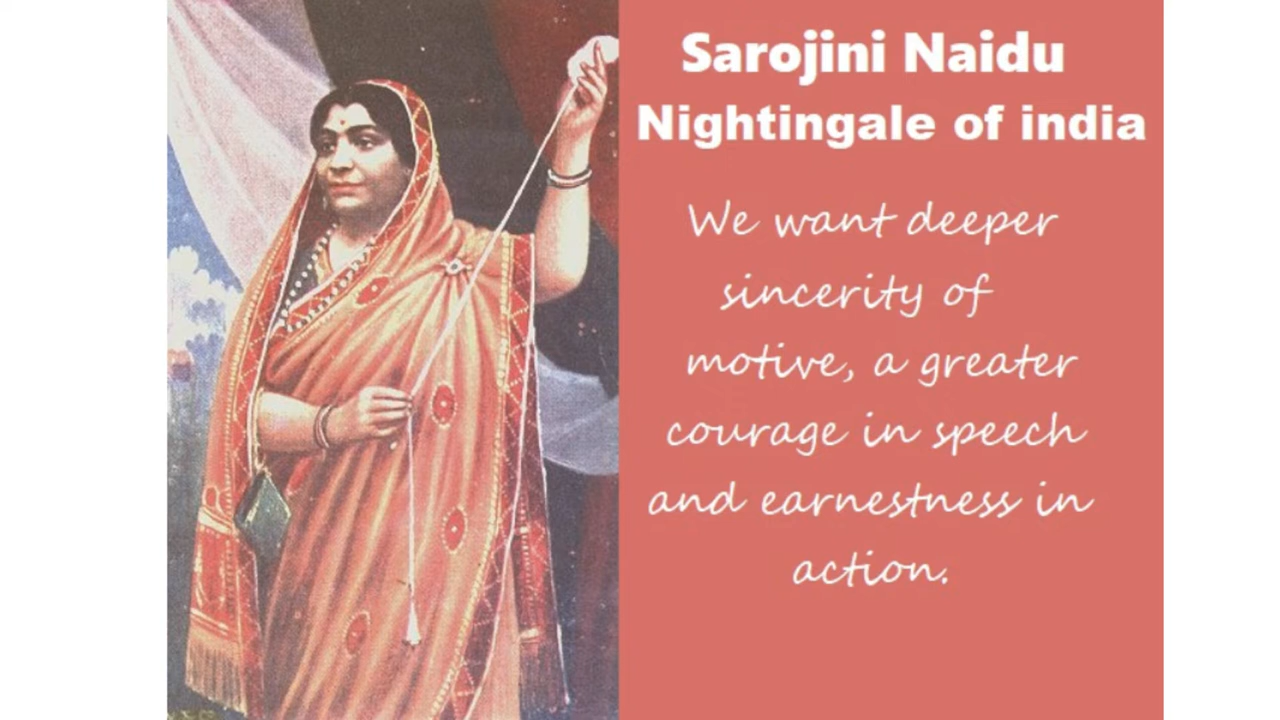 Sarojini Naidu
Nightingale of india
We want deeper
sincerity of
motive, a greater
courage in speech
and earnestness in
action.